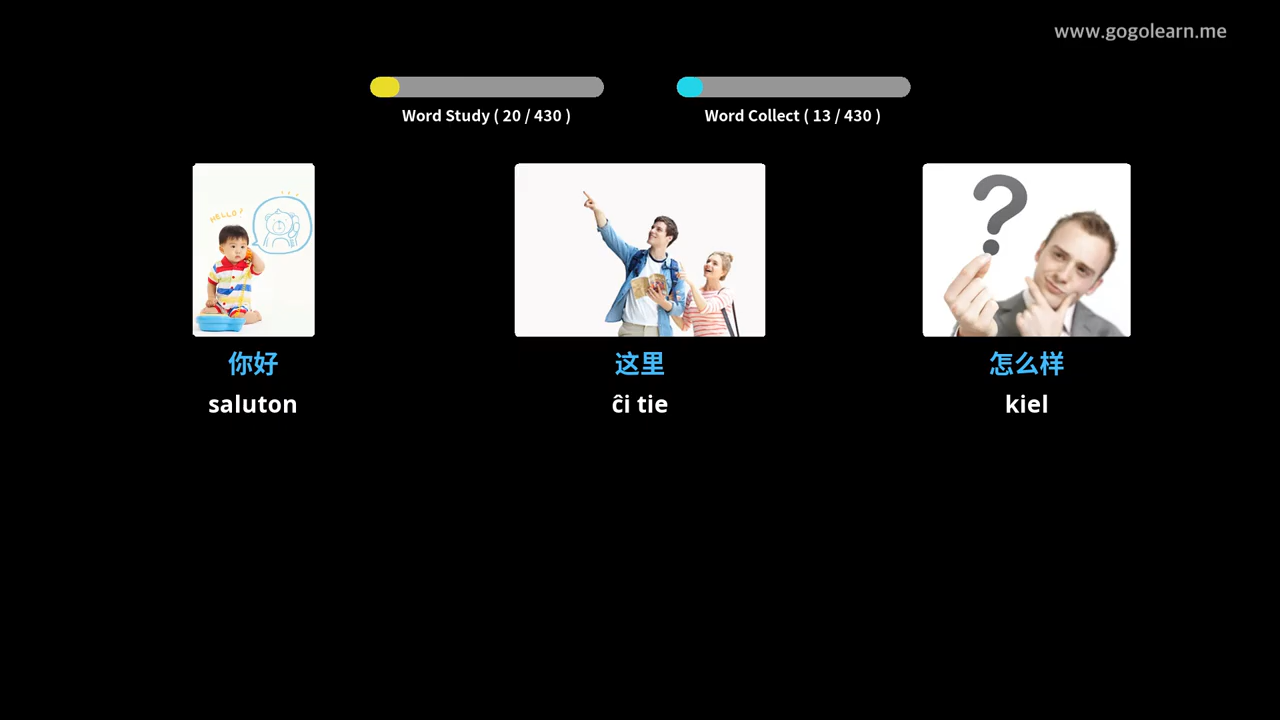 www.gogolearn.me
Word Study ( 20 / 430 )
Word Collect ( 13 / 430 )
HELLO?
你好
这里
怎么样
saluton
ĉi tie
kiel